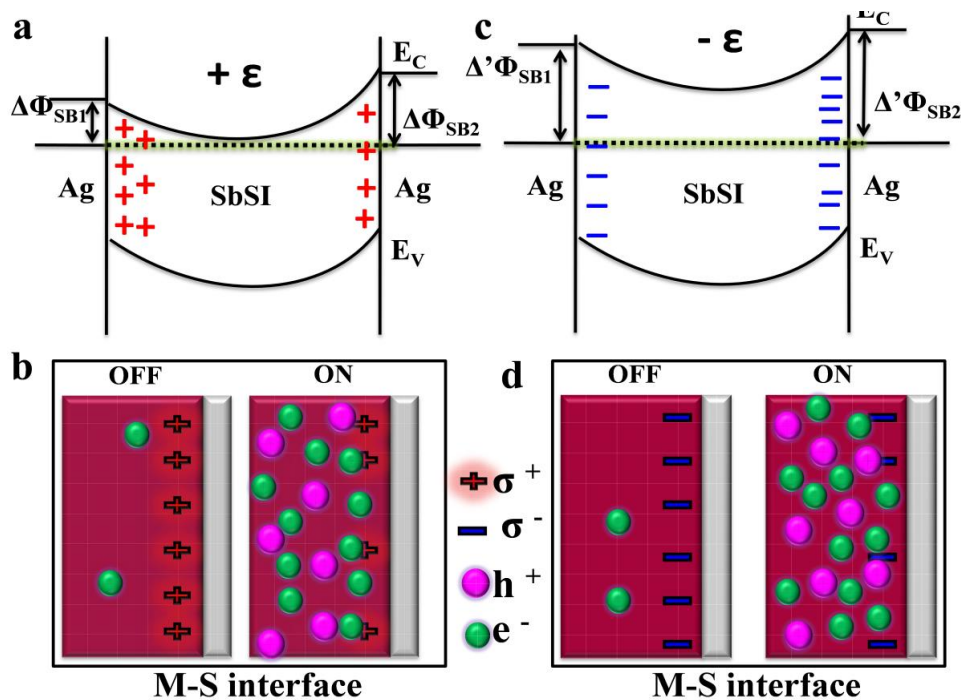 a
+ ε
E_C
ΔΦ_SB1
ΔΦ_SB2
Ag
SbSI
Ag
E_V
c
- ε
E_C
Δ'Φ_SB1
Δ'Φ_SB2
Ag
SbSI
Ag
E_V
b
OFF
ON
M-S interface
σ +
σ -
h +
e -
d
OFF
ON
M-S interface